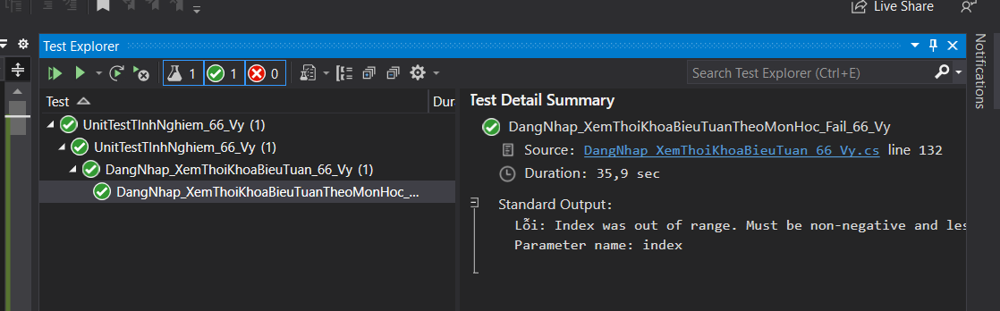 Live Share
Test Explorer
1 1 0
Search Test Explorer (Ctrl+E)
Test
UnitTestTInhNghiem_66_Vy (1)
UnitTestTInhNghiem_66_Vy (1)
DangNhap_XemThoiKhoaBieuTuan_66_Vy (1)
DangNhap_XemThoiKhoaBieuTuanTheoMonHoc_...
Test Detail Summary
DangNhap_XemThoiKhoaBieuTuanTheoMonHoc_Fail_66_Vy
Source: DangNhap_XemThoiKhoaBieuTuan_66_Vy.cs line 132
Duration: 35,9 sec
Standard Output:
Lỗi: Index was out of range. Must be non-negative and les
Parameter name: index
Notifications